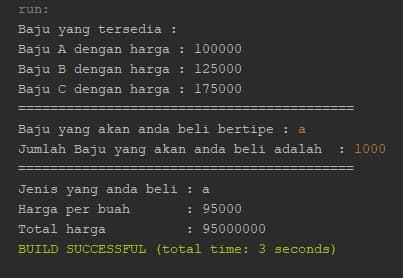 run:
Baju yang tersedia :
Baju A dengan harga : 100000
Baju B dengan harga : 125000
Baju C dengan harga : 175000
==========================================
Baju yang akan anda beli bertipe : a
Jumlah Baju yang akan anda beli adalah  : 1000
==========================================
Jenis yang anda beli : a
Harga per buah       : 95000
Total harga          : 95000000
BUILD SUCCESSFUL (total time: 3 seconds)